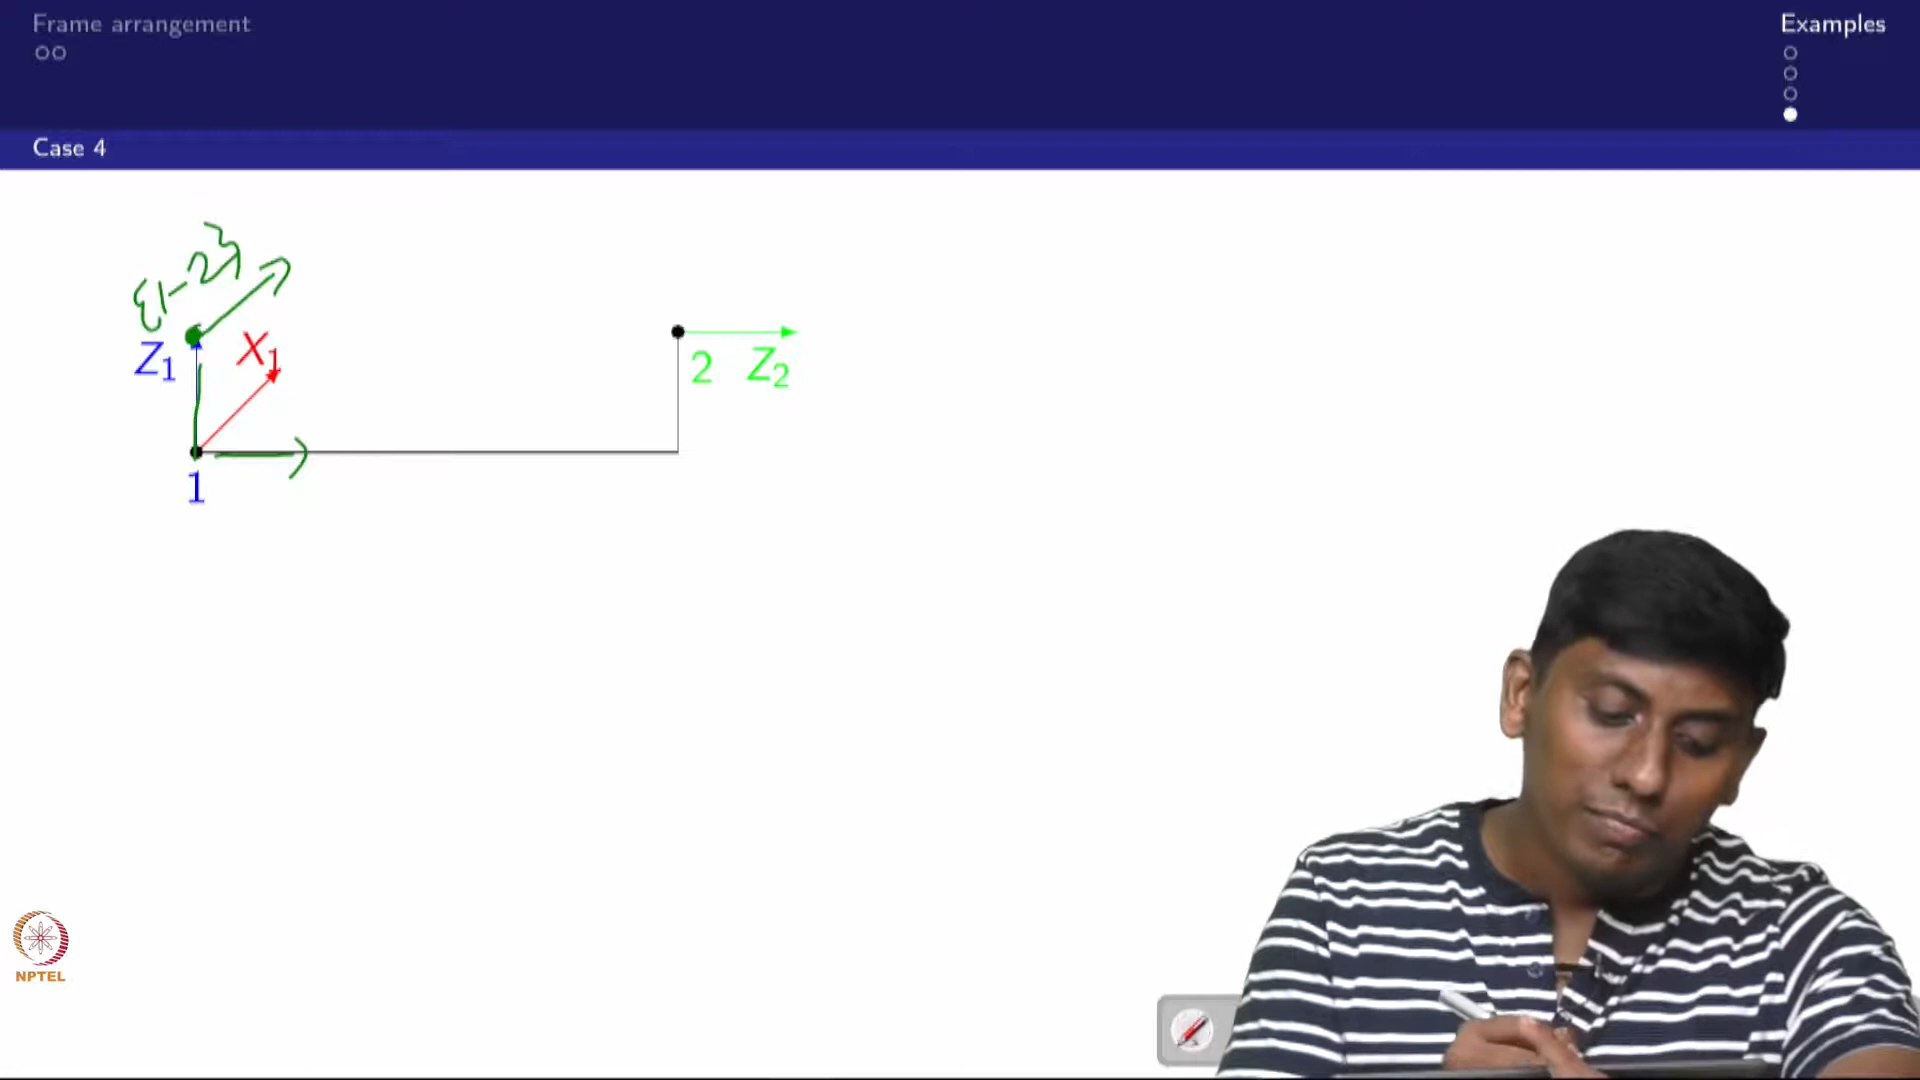 Frame arrangement
Examples
Case 4
{1-2}
Z1
X1
2 Z2
1
NPTEL